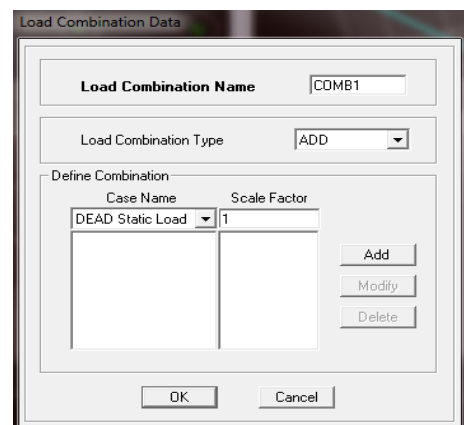 Load Combination Data
Load Combination Name COMB1
Load Combination Type ADD
Define Combination
Case Name Scale Factor
DEAD Static Load 1
Add
Modify
Delete
OK Cancel